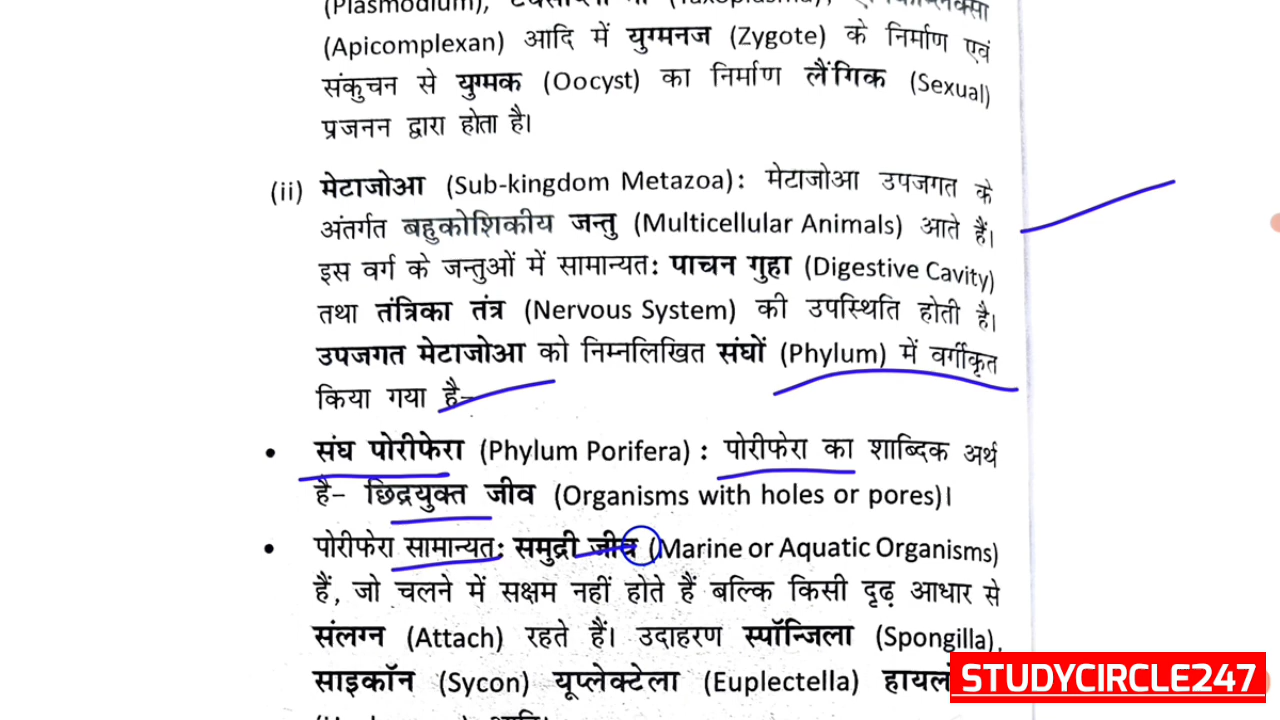 (Plasmodium),
(Apicomplexan) आदि में युग्मनज (Zygote) के निर्माण एवं
संकुचन से युग्मक (Oocyst) का निर्माण लैंगिक (Sexual)
प्रजनन द्वारा होता है।
(ii) मेटाजोआ (Sub-kingdom Metazoa): मेटाजोआ उपजगत के
अंतर्गत बहुकोशिकीय जन्तु (Multicellular Animals) आते हैं।
इस वर्ग के जन्तुओं में सामान्यतः पाचन गुहा (Digestive Cavity)
तथा तंत्रिका तंत्र (Nervous System) की उपस्थिति होती है।
उपजगत मेटाजोआ को निम्नलिखित संघों (Phylum) में वर्गीकृत
किया गया है–
• संघ पोरीफेरा (Phylum Porifera) : पोरीफेरा का शाब्दिक अर्थ
है– छिद्रयुक्त जीव (Organisms with holes or pores)।
• पोरीफेरा सामान्यतः समुद्री जीव (Marine or Aquatic Organisms)
हैं, जो चलने में सक्षम नहीं होते हैं बल्कि किसी दृढ़ आधार से
संलग्न (Attach) रहते हैं। उदाहरण स्पॉन्जिला (Spongilla),
साइकॉन (Sycon) यूप्लेक्टेला (Euplectella)
STUDYCIRCLE247